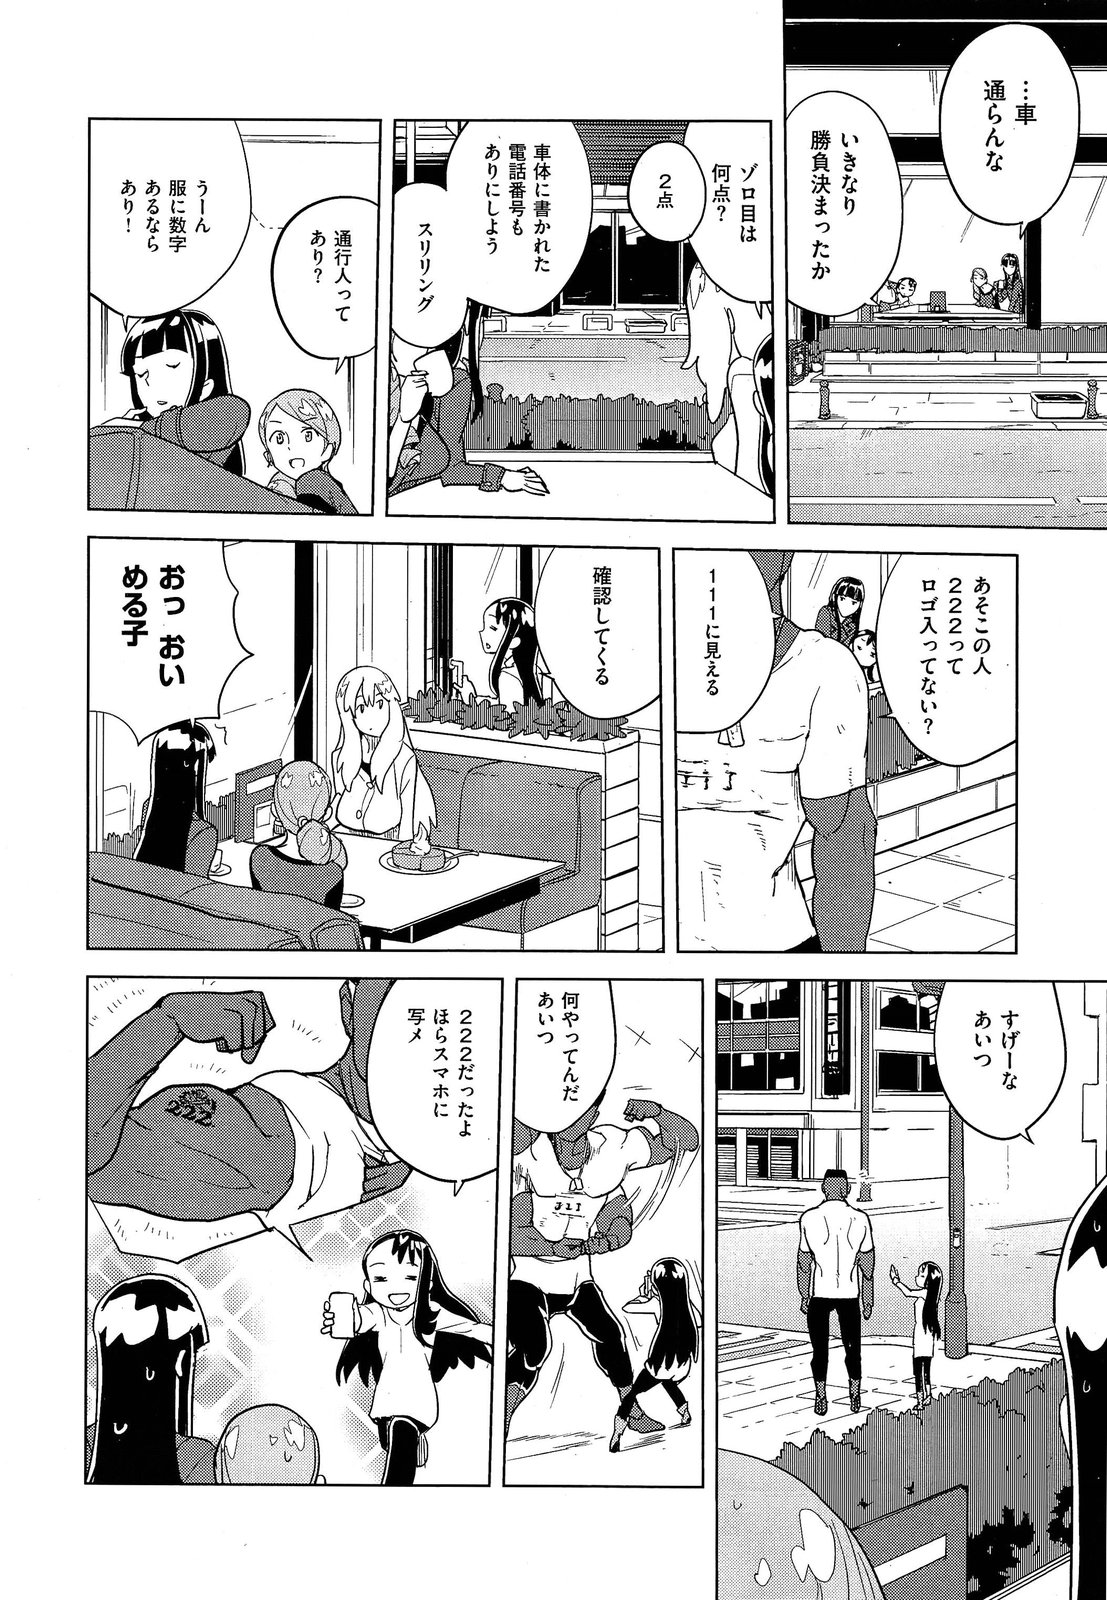 …車
通らんな
いきなり
勝負決まったか
ゾロ目は
何点?
2点
車体に書かれた
電話番号も
ありにしよう
スリリング
通行人って
あり?
うーん
服に数字
あるなら
あり!
あそこの人
222って
ロゴ入ってない?
111に見える
確認してくる
おっ おい
める子
すげーな
あいつ
何やってんだ
あいつ
222だったよ
ほらスマホに
写メ
222